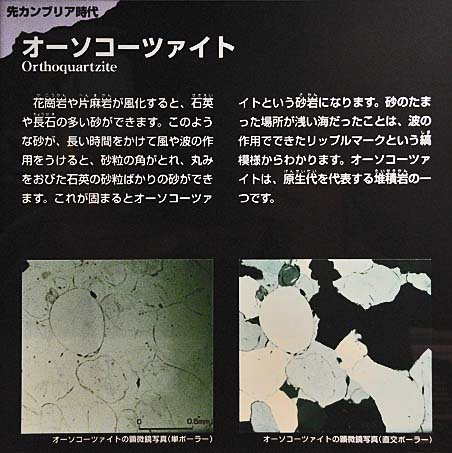 先カンブリア時代
オーソコーツァイト
Orthoquartzite
花崗岩や片麻岩が風化すると、石英
や長石の多い砂ができます。このよう
な砂が、長い時間をかけて風や波の作
用をうけると、砂粒の角がとれ、丸み
をおびた石英の砂粒ばかりの砂ができ
ます。これが固まるとオーソコーツァ
イトという砂岩になります。砂のたま
った場所が浅い海だったことは、波の
作用でできたリップルマークという縞
模様からわかります。オーソコーツァ
イトは、原生代を代表する堆積岩の一
つです。
0 0.5mm
オーソコーツァイトの顕微鏡写真(単ポーラー)
オーソコーツァイトの顕微鏡写真(直交ポーラー)